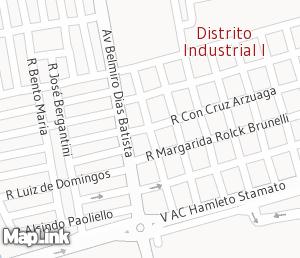 Distrito
Industrial I
Av Belmiro Dias Batista
R José Bergantini
R Bento Maria
R Con Cruz Arzuaga
R Margarida Rolck Brunelli
R Luiz de Domingos
Alcindo Paoliello
V AC Hamleto Stamato
MapLink